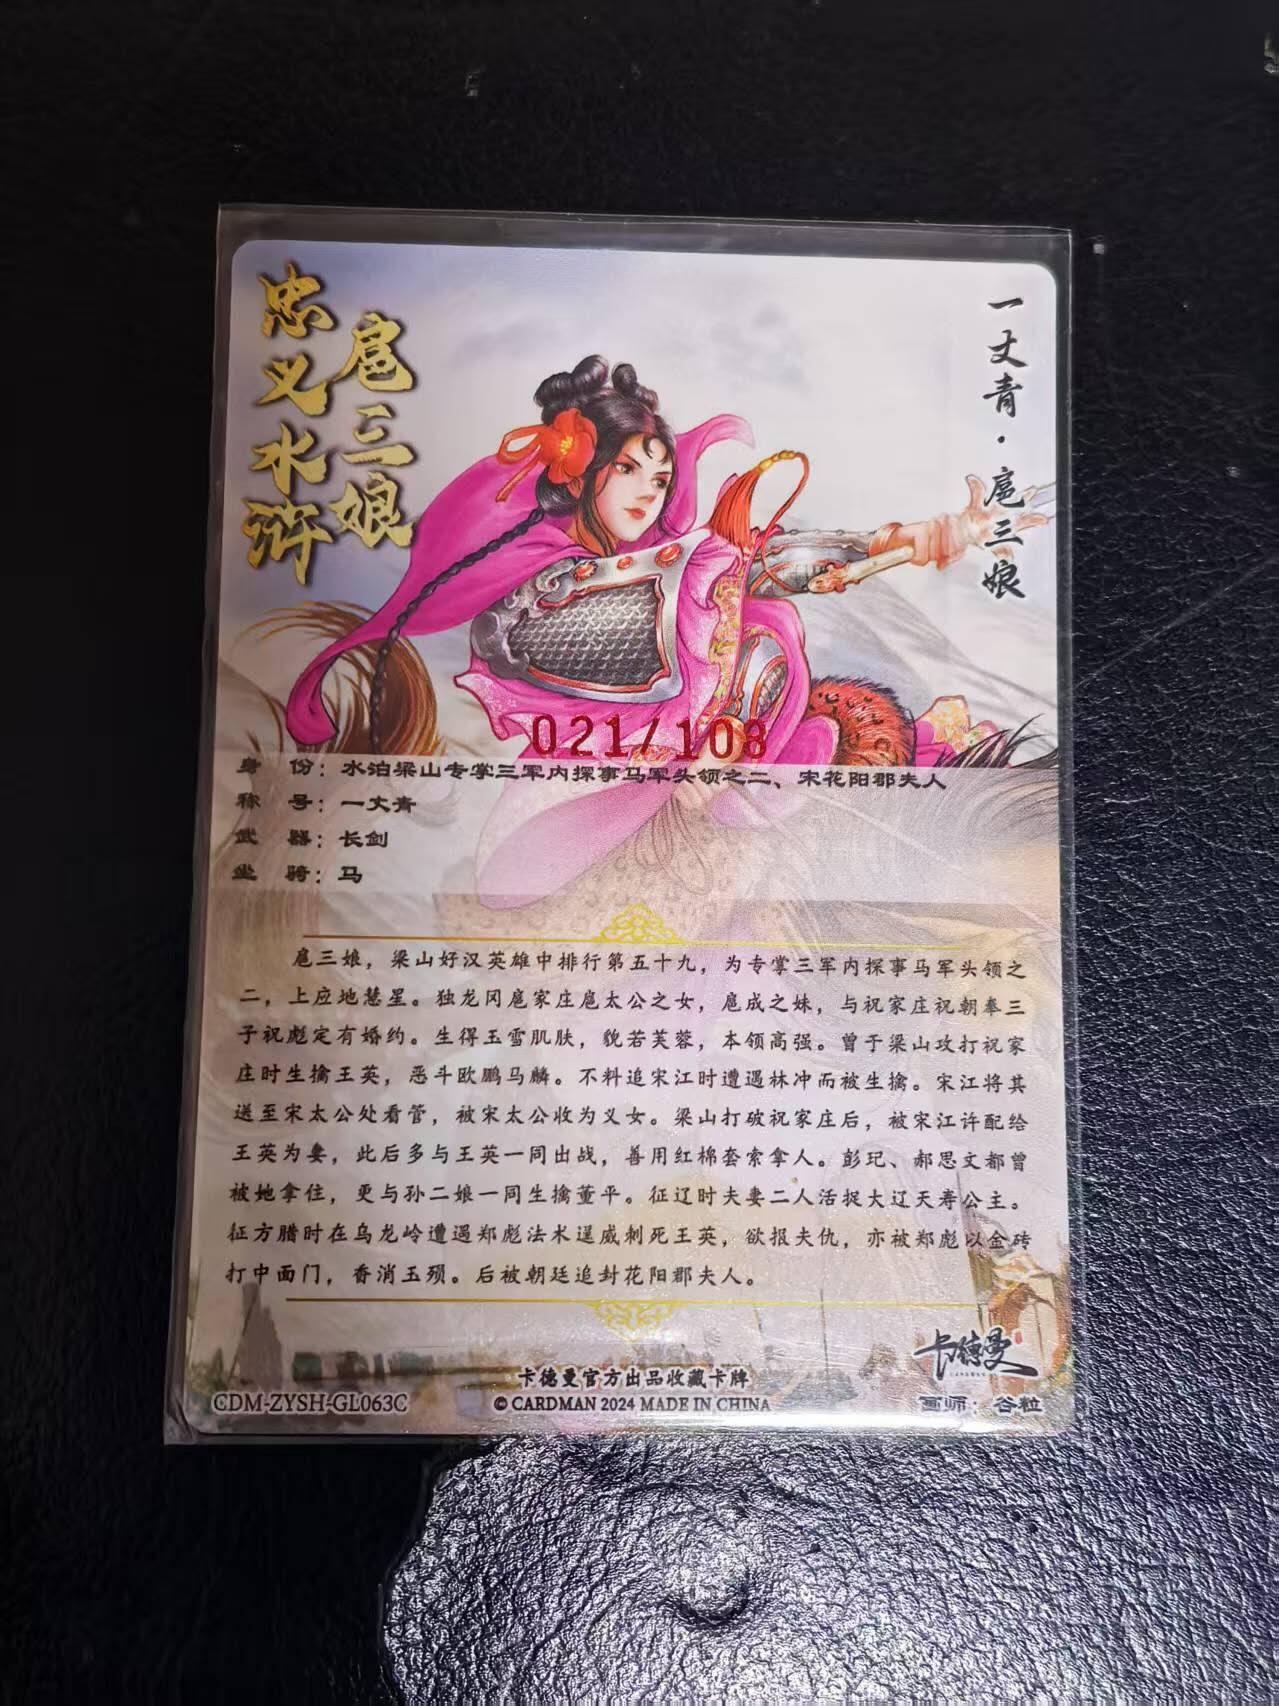 忠义水浒
扈三娘
一丈青·扈三娘
021/108
身 份：水泊梁山专掌三军内探事马军头领之二、宋花阳郡夫人
称 号：一丈青
武 器：长剑
坐 骑：马
扈三娘，梁山好汉英雄中排行第五十九，为专掌三军内探事马军头领之
二，上应地慧星。独龙冈扈家庄扈太公之女，扈成之妹，与祝家庄祝朝奉三
子祝彪定有婚约。生得玉雪肌肤，貌若芙蓉，本领高强。曾于梁山攻打祝家
庄时生擒王英，恶斗欧鹏马麟。不料追宋江时遭遇林冲而被生擒。宋江将其
送至宋太公处看管，被宋太公收为义女。梁山打破祝家庄后，被宋江许配给
王英为妻，此后多与王英一同出战，善用红棉套索拿人。彭玘、郝思文都曾
被她拿住，更与孙二娘一同生擒董平。征辽时夫妻二人活捉大辽天寿公主。
征方腊时在乌龙岭遭遇郑彪法术逞威刺死王英，欲报夫仇，亦被郑彪以金砖
打中面门，香消玉殒。后被朝廷追封花阳郡夫人。
卡德曼
卡德曼官方出品收藏卡牌
CDM-ZYSH-GL063C
© CARDMAN 2024 MADE IN CHINA
画师：谷粒